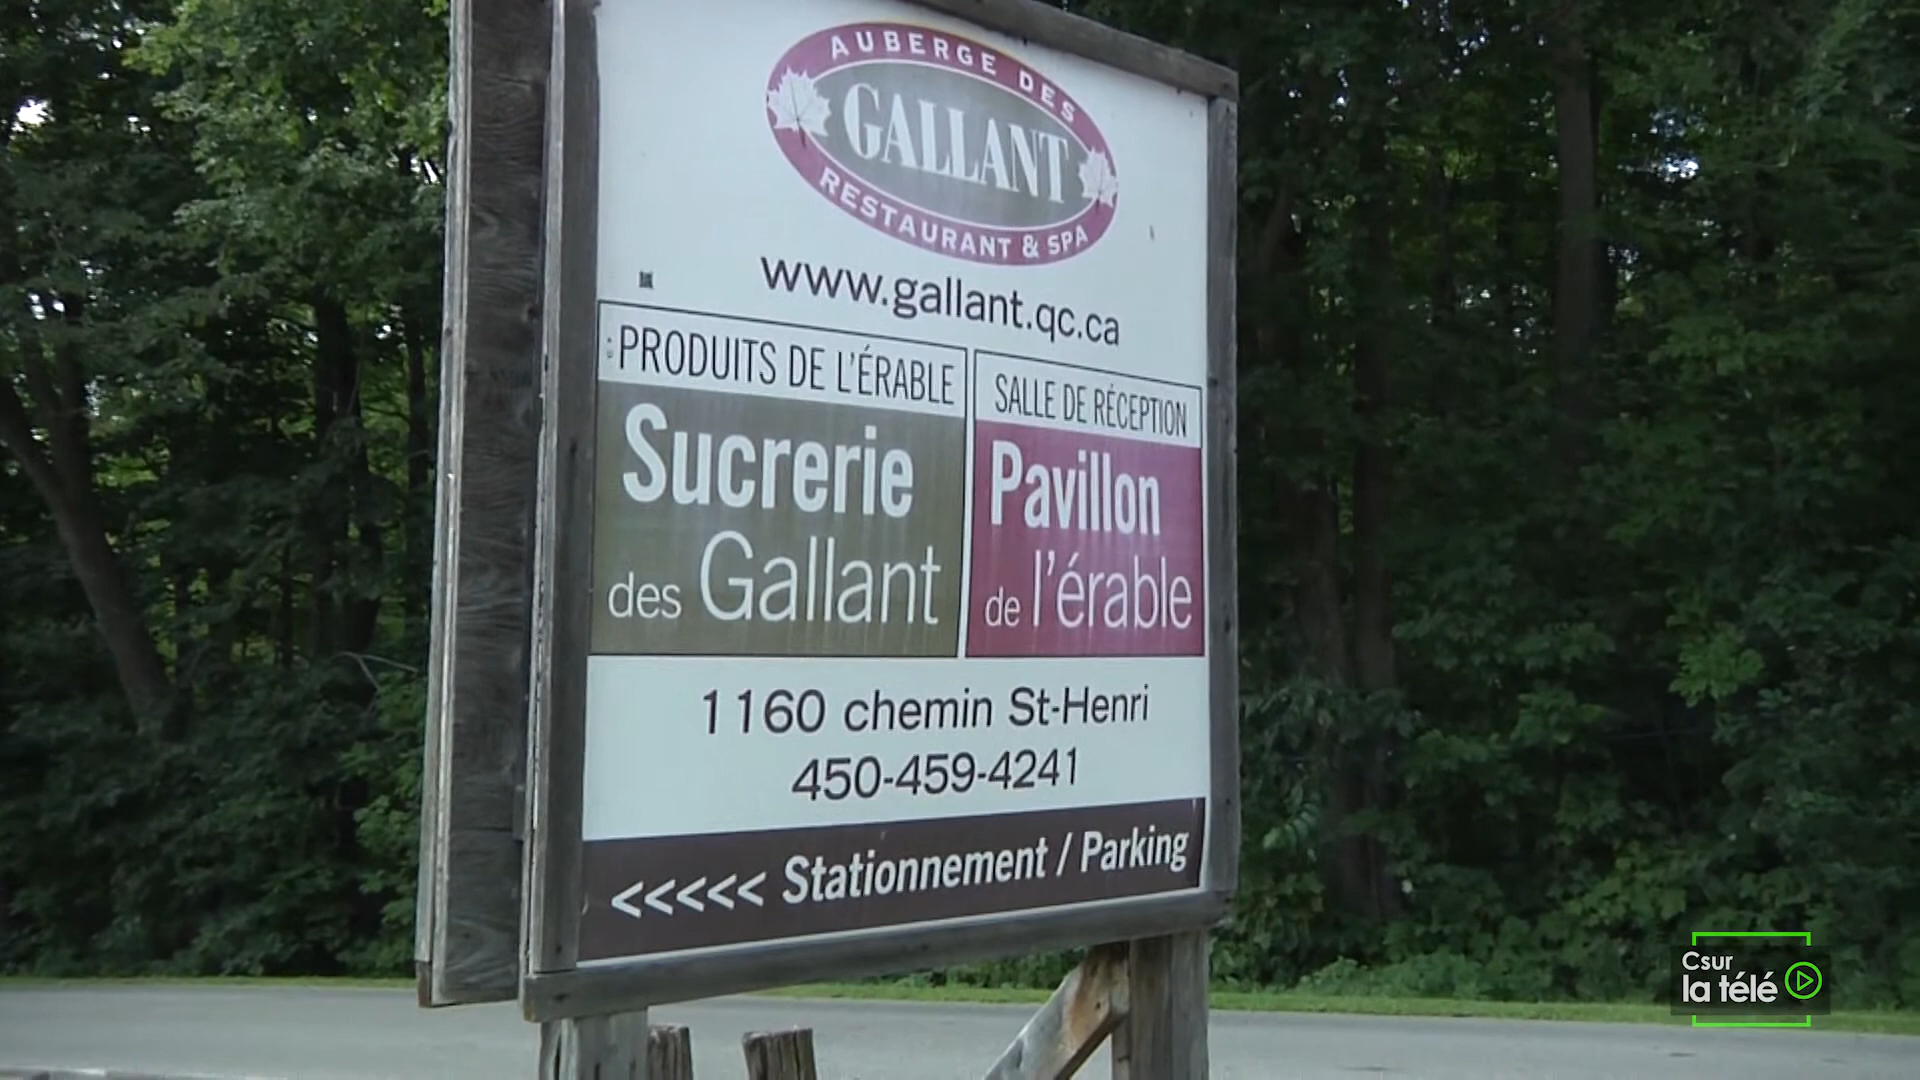 AUBERGE DES
GALLANT
RESTAURANT & SPA
www.gallant.qc.ca
PRODUITS DE L'ÉRABLE
Sucrerie
des Gallant
SALLE DE RÉCEPTION
Pavillon
de l'érable
1160 chemin St-Henri
450-459-4241
<<<<< Stationnement / Parking
Csur
la télé